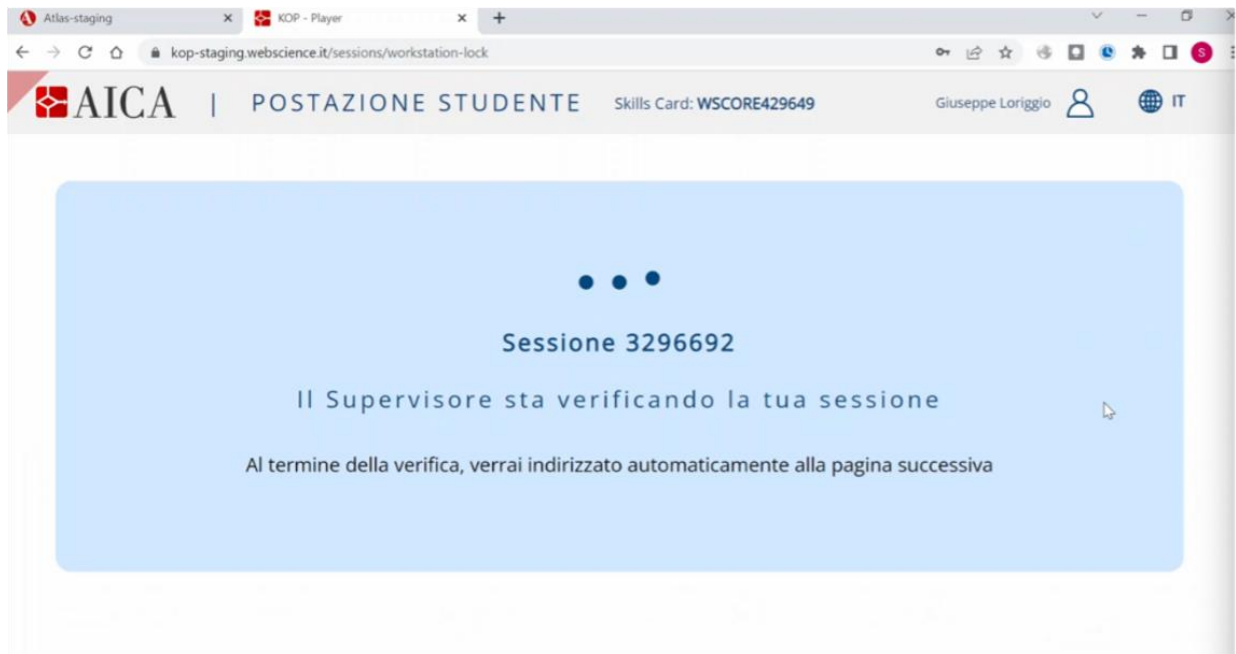 Atlas-staging
KOP - Player
kop-staging.webscience.it/sessions/workstation-lock
S
AICA | POSTAZIONE STUDENTE Skills Card: WSCORE429649 Giuseppe Loriggio IT
Sessione 3296692
Il Supervisore sta verificando la tua sessione
Al termine della verifica, verrai indirizzato automaticamente alla pagina successiva